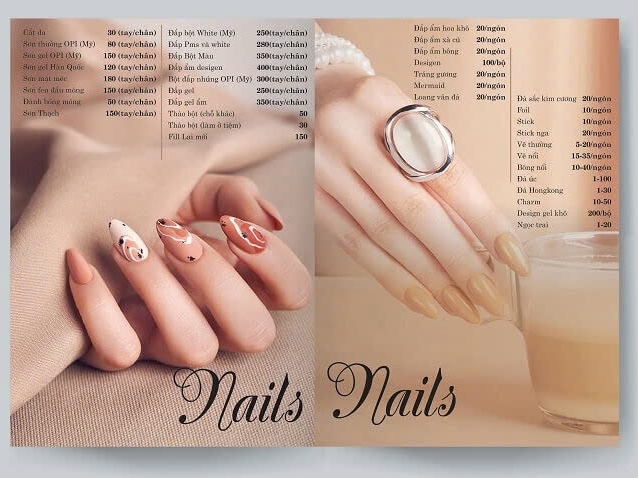 Cắt da 30 (tay/chân)
Sơn thường OPI (Mỹ) 80 (tay/chân)
Sơn gel OPI (Mỹ) 150 (tay/chân)
Sơn gel Hàn Quốc 120 (tay/chân)
Sơn mắt mèo 180 (tay/chân)
Sơn fen đầu móng 150 (tay/chân)
Đánh bóng móng 50 (tay/chân)
Sơn Thạch 150(tay/chân)
Đắp bột White (Mỹ) 250(tay/chân)
Đắp Pms và white 280(tay/chân)
Đắp Bột Màu 350(tay/chân)
Đắp ẩm desigen 400(tay/chân)
Bột đắp nhúng OPI (Mỹ) 300(tay/chân)
Đắp gel 250(tay/chân)
Đắp gel ẩm 350(tay/chân)
Tháo bột (chỗ khác) 50
Tháo bột (làm ở tiệm) 30
Fill Lại mới 150
Nails
Đắp ẩm hoa khô 20/ngón
Đắp ẩm xà cừ 20/ngón
Đắp ẩm bông 20/ngón
Desigen 100/bộ
Tráng gương 20/ngón
Mermaid 20/ngón
Loang vân đá 20/ngón
Đá sắc kim cương 20/ngón
Foil 10/ngón
Stick 10/ngón
Stick nga 20/ngón
Vẽ thường 5-20/ngón
Vẽ nổi 15-35/ngón
Bông nổi 10-40/ngón
Đá úc 1-100
Đá Hongkong 1-30
Charm 10-50
Design gel khô 200/bộ
Ngọc trai 1-20
Nails